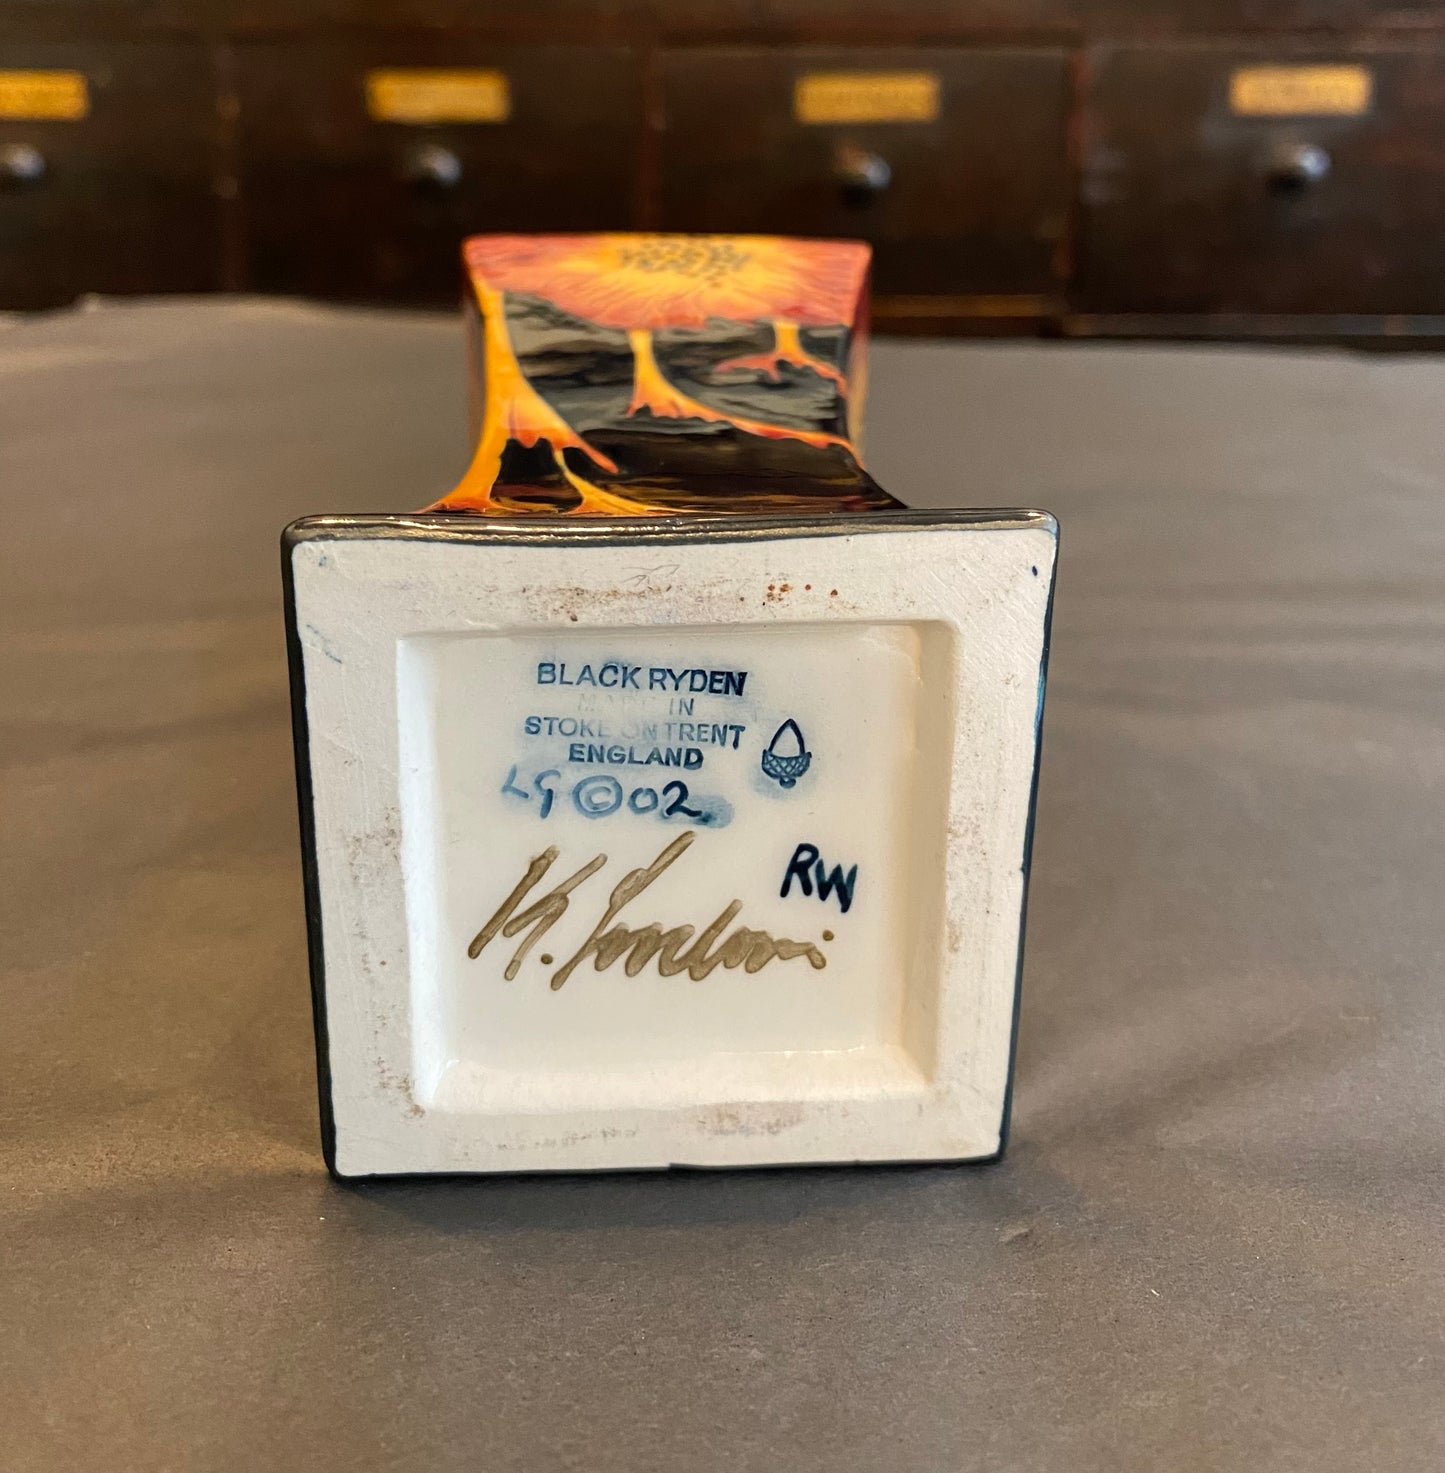 BLACK RYDEN
MADE IN
STOKE ON TRENT
ENGLAND
LG © 02
RW
K.